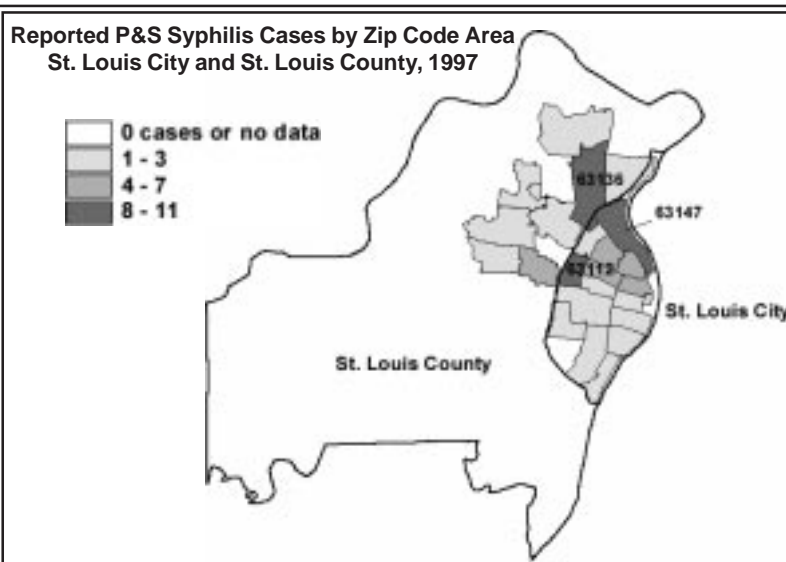 Reported P&S Syphilis Cases by Zip Code Area
St. Louis City and St. Louis County, 1997
0 cases or no data
1 - 3
4 - 7
8 - 11
63136
63147
63112
St. Louis City
St. Louis County